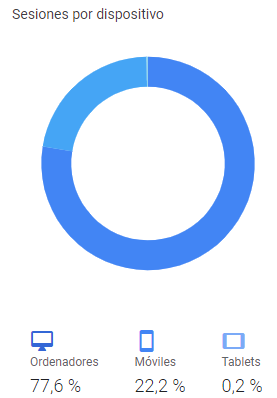 Sesiones por dispositivo
Ordenadores Móviles Tablets
77,6 % 22,2 % 0,2 %